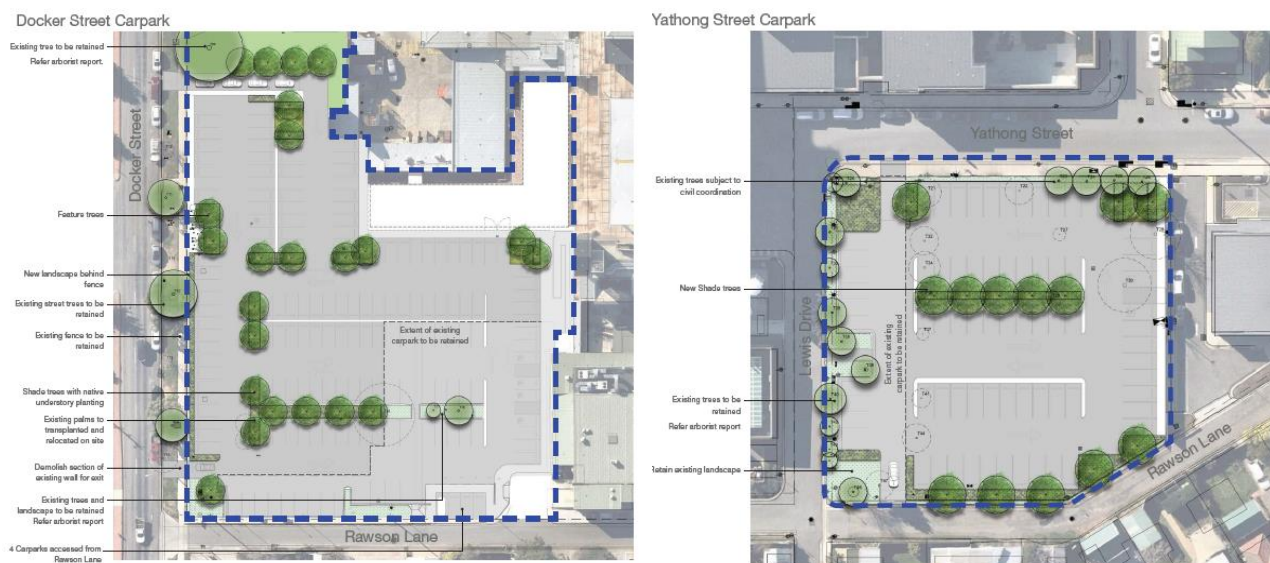 Docker Street Carpark
Existing tree to be retained
Refer arborist report.
Docker Street
Feature trees
New landscape behind
fence
Existing street trees to be
retained
Existing fence to be
retained
Extent of existing
carpark to be retained
Shade trees with native
understory planting
Existing palms to
transplanted and
relocated on site
Demolish section of
existing wall for exit
Existing trees and
landscape to be retained
Refer arborist report
4 Carparks accessed from
Rawson Lane
Rawson Lane
Yathong Street Carpark
Yathong Street
Existing trees subject to
civil coordination
New Shade trees
Lewis Drive
Extent of existing
carpark to be retained
Existing trees to be
retained
Refer arborist report
Retain existing landscape
Rawson Lane